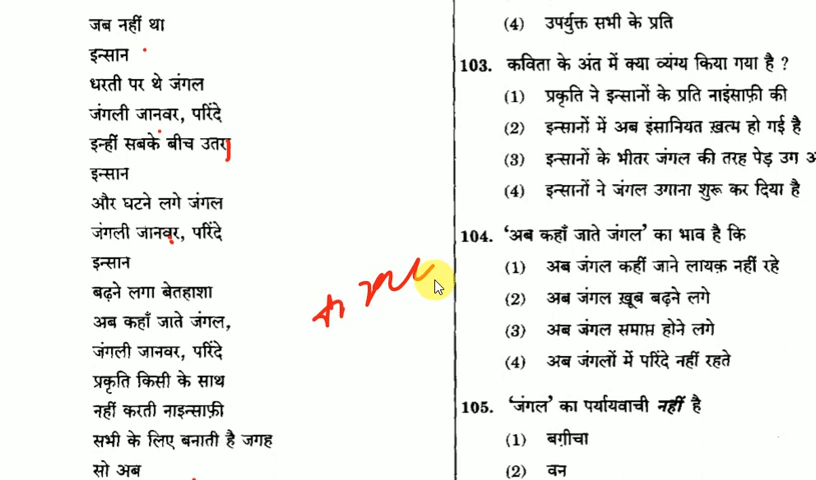 जब नहीं था
इन्सान
धरती पर थे जंगल
जंगली जानवर, परिंदे
इन्हीं सबके बीच उतरा
इन्सान
और घटने लगे जंगल
जंगली जानवर, परिंदे
इन्सान
बढ़ने लगा बेतहाशा
अब कहाँ जाते जंगल,
जंगली जानवर, परिंदे
प्रकृति किसी के साथ
नहीं करती नाइन्साफ़ी
सभी के लिए बनाती है जगह
सो अब
(4) उपर्युक्त सभी के प्रति
103. कविता के अंत में क्या व्यंग्य किया गया है ?
(1) प्रकृति ने इन्सानों के प्रति नाइंसाफ़ी की
(2) इन्सानों में अब इंसानियत ख़त्म हो गई है
(3) इन्सानों के भीतर जंगल की तरह पेड़ उग
(4) इन्सानों ने जंगल उगाना शुरू कर दिया है
104. ‘अब कहाँ जाते जंगल’ का भाव है कि
(1) अब जंगल कहीं जाने लायक़ नहीं रहे
(2) अब जंगल ख़ूब बढ़ने लगे
(3) अब जंगल समाप्त होने लगे
(4) अब जंगलों में परिंदे नहीं रहते
105. ‘जंगल’ का पर्यायवाची नहीं है
(1) बग़ीचा
(2) वन